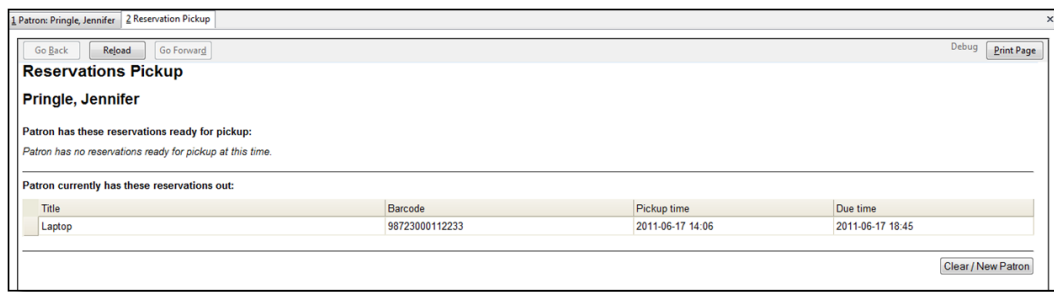 1 Patron: Pringle, Jennifer 2 Reservation Pickup ×
Go Back Reload Go Forward Debug Print Page
Reservations Pickup
Pringle, Jennifer
Patron has these reservations ready for pickup:
Patron has no reservations ready for pickup at this time.
Patron currently has these reservations out:
Title Barcode Pickup time Due time
Laptop 98723000112233 2011-06-17 14:06 2011-06-17 18:45
Clear / New Patron